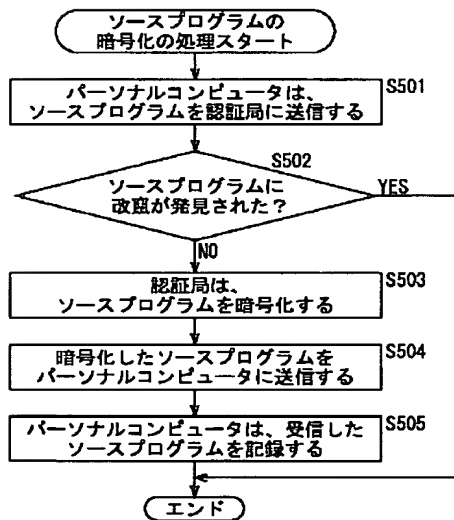 ソースプログラムの
暗号化の処理スタート
パーソナルコンピュータは、
ソースプログラムを認証局に送信する
S501
S502
ソースプログラムに
改竄が発見された?
YES
NO
認証局は、
ソースプログラムを暗号化する
S503
暗号化したソースプログラムを
パーソナルコンピュータに送信する
S504
パーソナルコンピュータは、受信した
ソースプログラムを記録する
S505
エンド